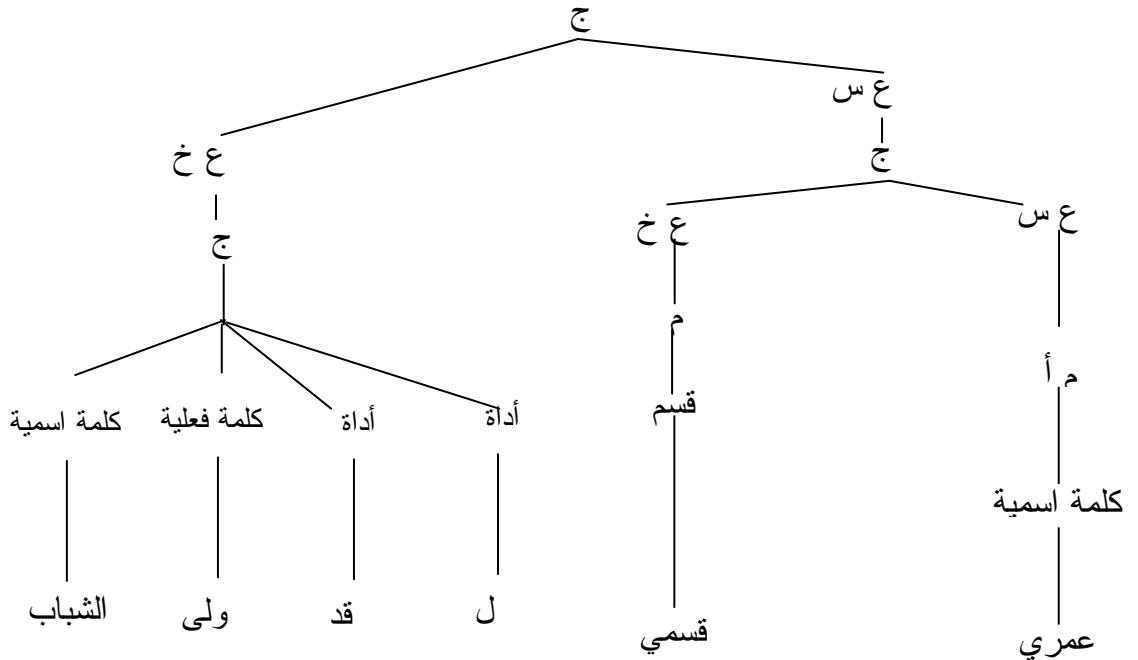 ج
ع س
ع خ
ج
ع س
ع خ
ج
م
م أ
قسم
أداة
أداة
كلمة فعلية
كلمة اسمية
كلمة اسمية
عمري
قسمي
ل
قد
ولى
الشباب